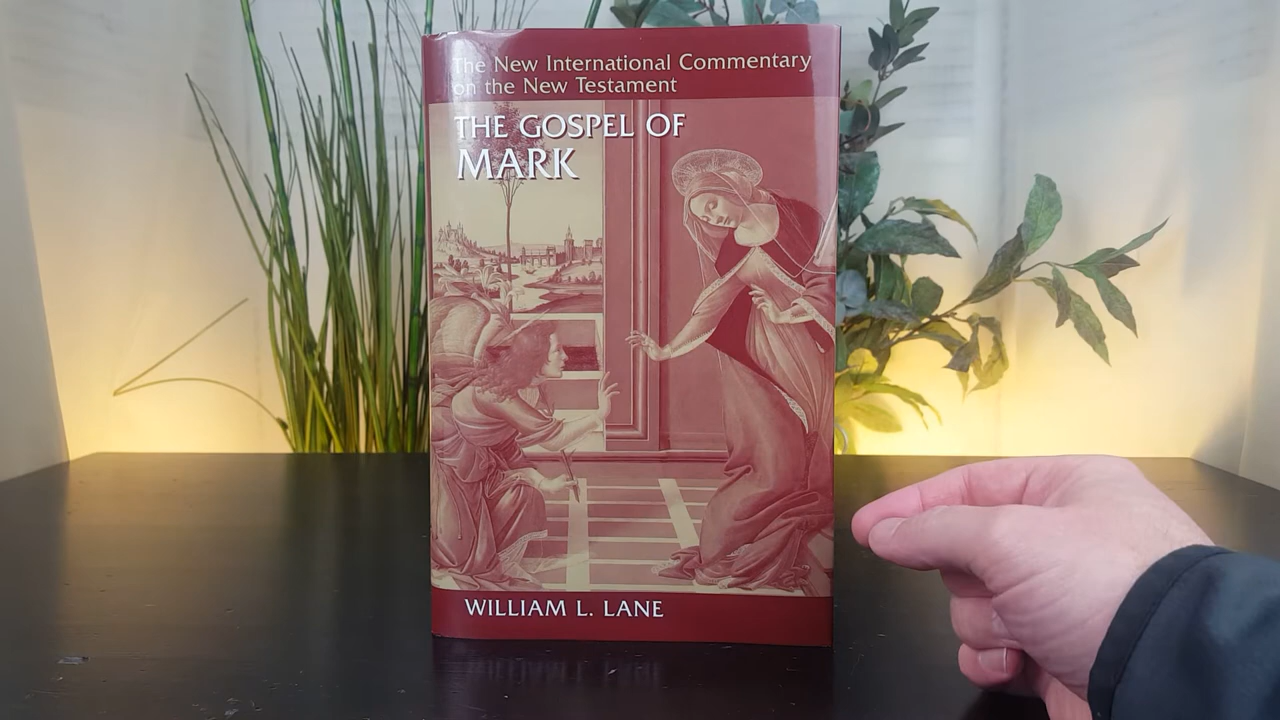 The New International Commentary
on the New Testament
THE GOSPEL OF
MARK
WILLIAM L. LANE